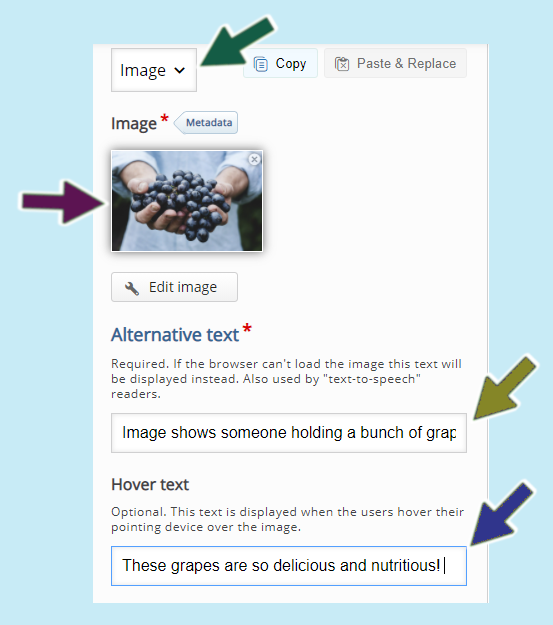 Image
Copy
Paste & Replace
Image *
Metadata
Edit image
Alternative text *
Required. If the browser can't load the image this text will
be displayed instead. Also used by "text-to-speech"
readers.
Image shows someone holding a bunch of grap
Hover text
Optional. This text is displayed when the users hover their
pointing device over the image.
These grapes are so delicious and nutritious!